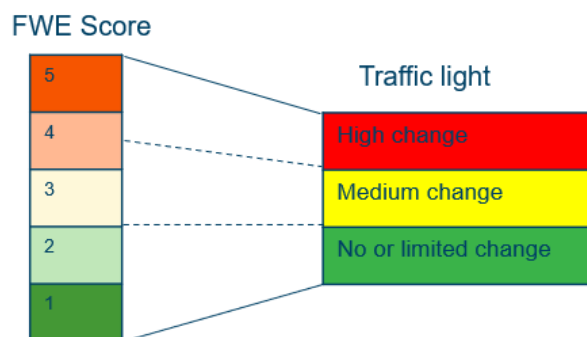 FWE Score
5
4
3
2
1
Traffic light
High change
Medium change
No or limited change